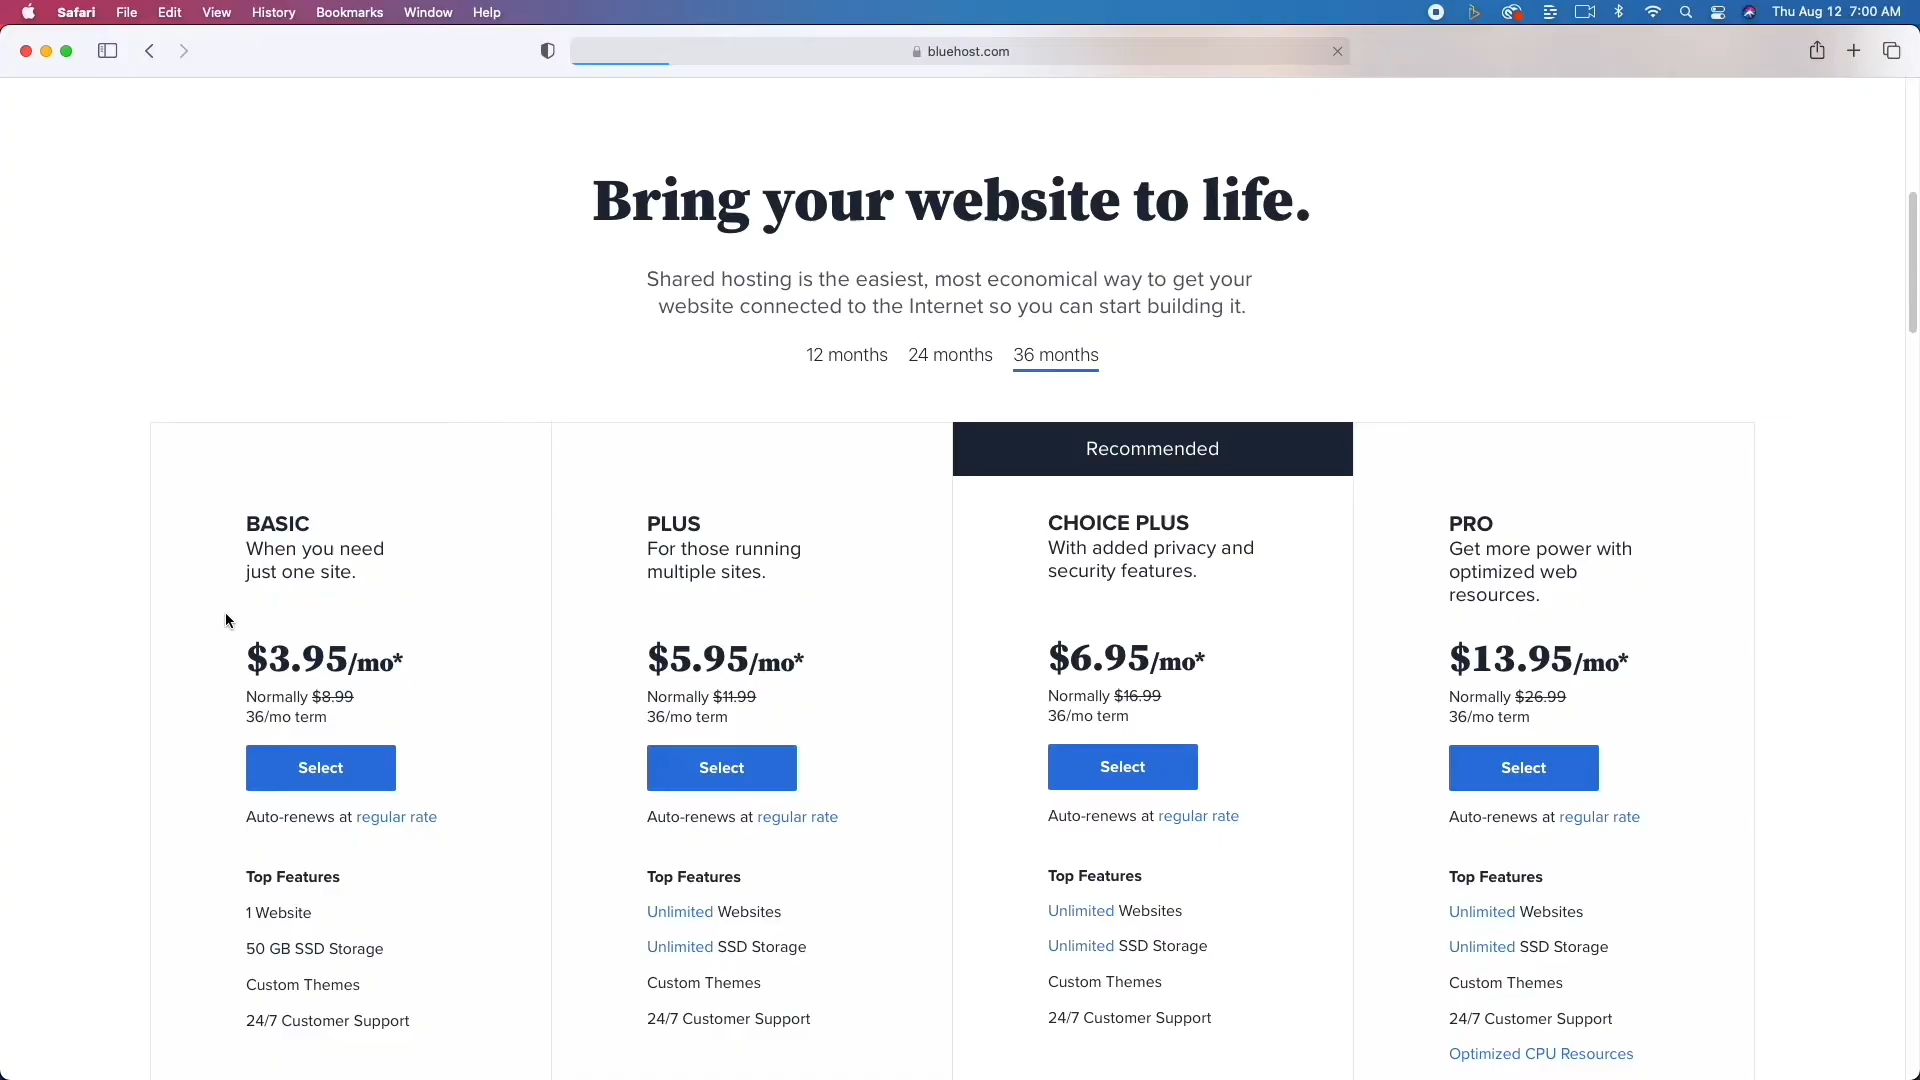 Safari File Edit View History Bookmarks Window Help Thu Aug 12 7:00 AM
bluehost.com
Bring your website to life.
Shared hosting is the easiest, most economical way to get your
website connected to the Internet so you can start building it.
12 months 24 months 36 months
Recommended
BASIC
When you need
just one site.
$3.95/mo*
Normally $8.99
36/mo term
Select
Auto-renews at regular rate
Top Features
1 Website
50 GB SSD Storage
Custom Themes
24/7 Customer Support
PLUS
For those running
multiple sites.
$5.95/mo*
Normally $11.99
36/mo term
Select
Auto-renews at regular rate
Top Features
Unlimited Websites
Unlimited SSD Storage
Custom Themes
24/7 Customer Support
CHOICE PLUS
With added privacy and
security features.
$6.95/mo*
Normally $16.99
36/mo term
Select
Auto-renews at regular rate
Top Features
Unlimited Websites
Unlimited SSD Storage
Custom Themes
24/7 Customer Support
PRO
Get more power with
optimized web
resources.
$13.95/mo*
Normally $26.99
36/mo term
Select
Auto-renews at regular rate
Top Features
Unlimited Websites
Unlimited SSD Storage
Custom Themes
24/7 Customer Support
Optimized CPU Resources